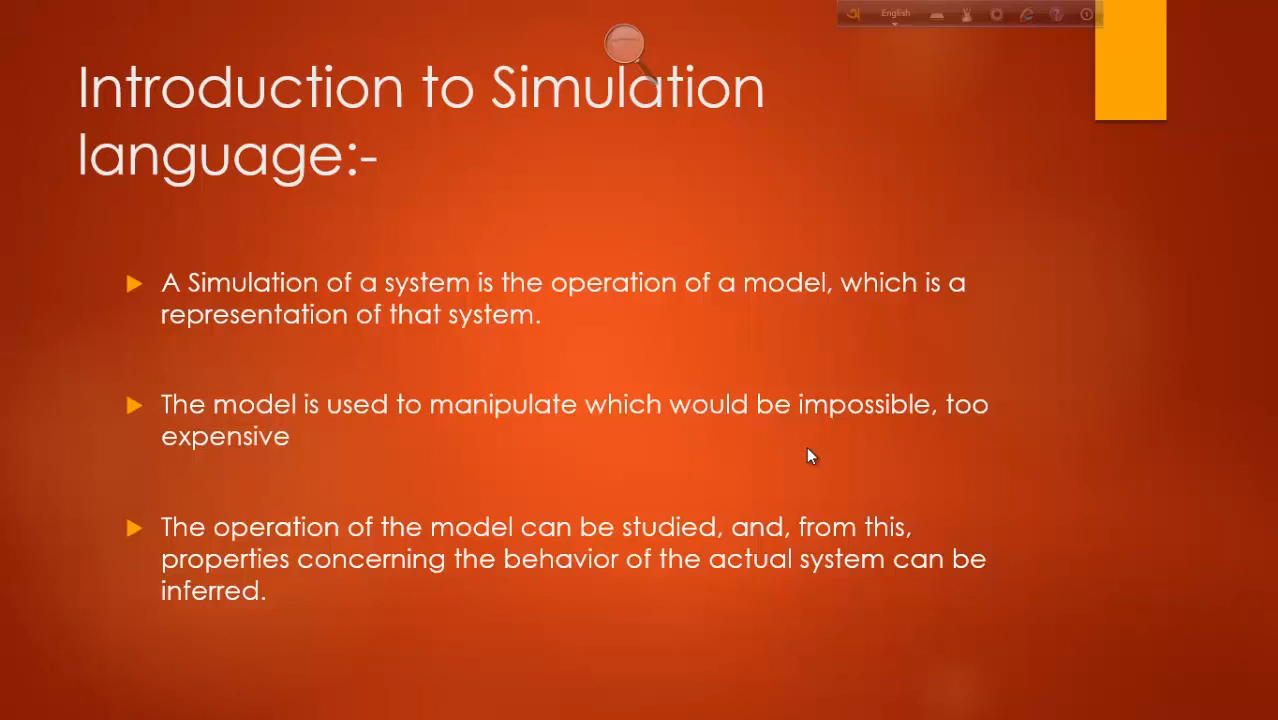 English
Introduction to Simulation
language:-
A Simulation of a system is the operation of a model, which is a
representation of that system.
The model is used to manipulate which would be impossible, too
expensive
The operation of the model can be studied, and, from this,
properties concerning the behavior of the actual system can be
inferred.